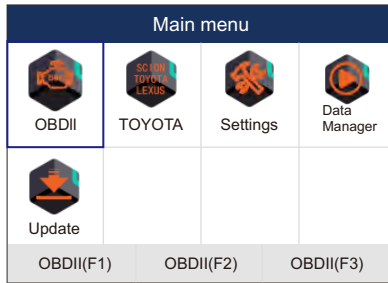 Main menu
SCION
TOYOTA
LEXUS
OBDII
TOYOTA
Settings
Data
Manager
Update
OBDII(F1)
OBDII(F2)
OBDII(F3)